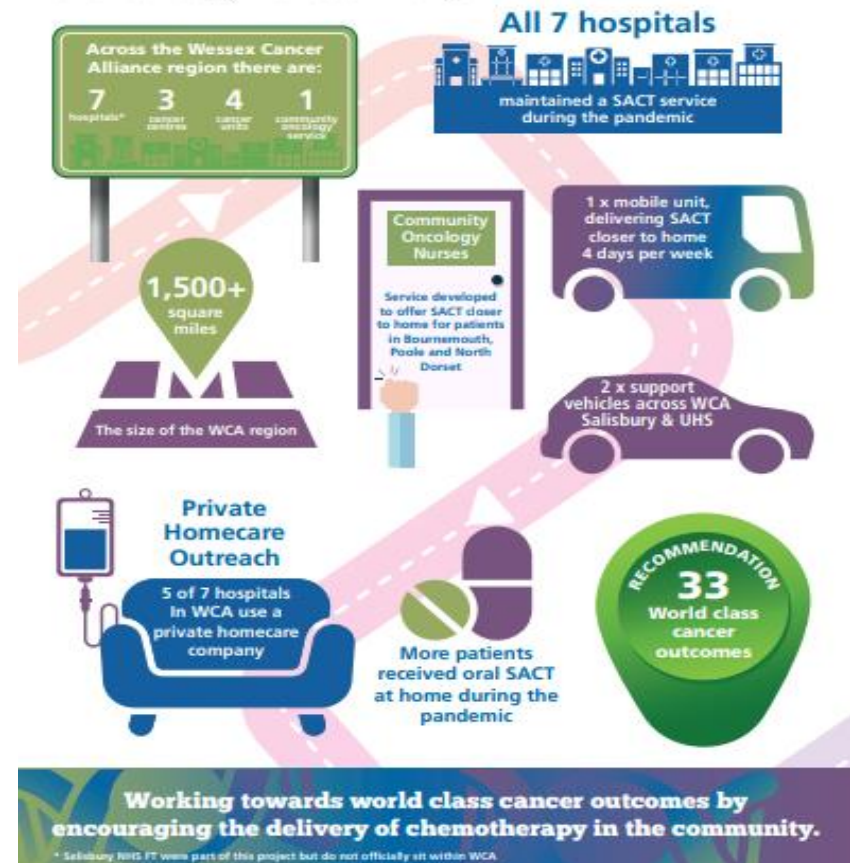 Across the Wessex Cancer
Alliance region there are:
7
hospitals*
3
cancer
centres
4
cancer
units
1
community
oncology
service
All 7 hospitals
maintained a SACT service
during the pandemic
1,500+
square
miles
The size of the WCA region
Community
Oncology
Nurses
Service developed
to offer SACT closer
to home for patients
in Bournemouth,
Poole and North
Dorset
1 x mobile unit,
delivering SACT
closer to home
4 days per week
2 x support
vehicles across WCA
Salisbury & UHS
Private
Homecare
Outreach
5 of 7 hospitals
In WCA use a
private homecare
company
More patients
received oral SACT
at home during the
pandemic
RECOMMENDATION
33
World class
cancer
outcomes
Working towards world class cancer outcomes by
encouraging the delivery of chemotherapy in the community.
* Salisbury NHS FT were part of this project but do not officially sit within WCA